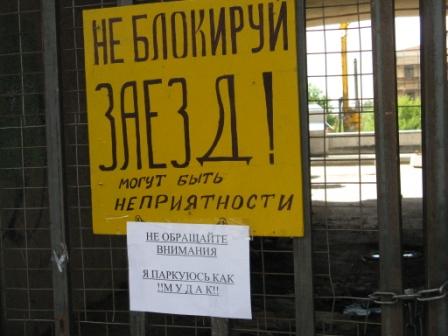 НЕ БЛОКИРУЙ
ЗАЕЗД!
МОГУТ БЫТЬ
НЕПРИЯТНОСТИ
НЕ ОБРАЩАЙТЕ
ВНИМАНИЯ
Я ПАРКУЮСЬ КАК
!!М У Д А К!!